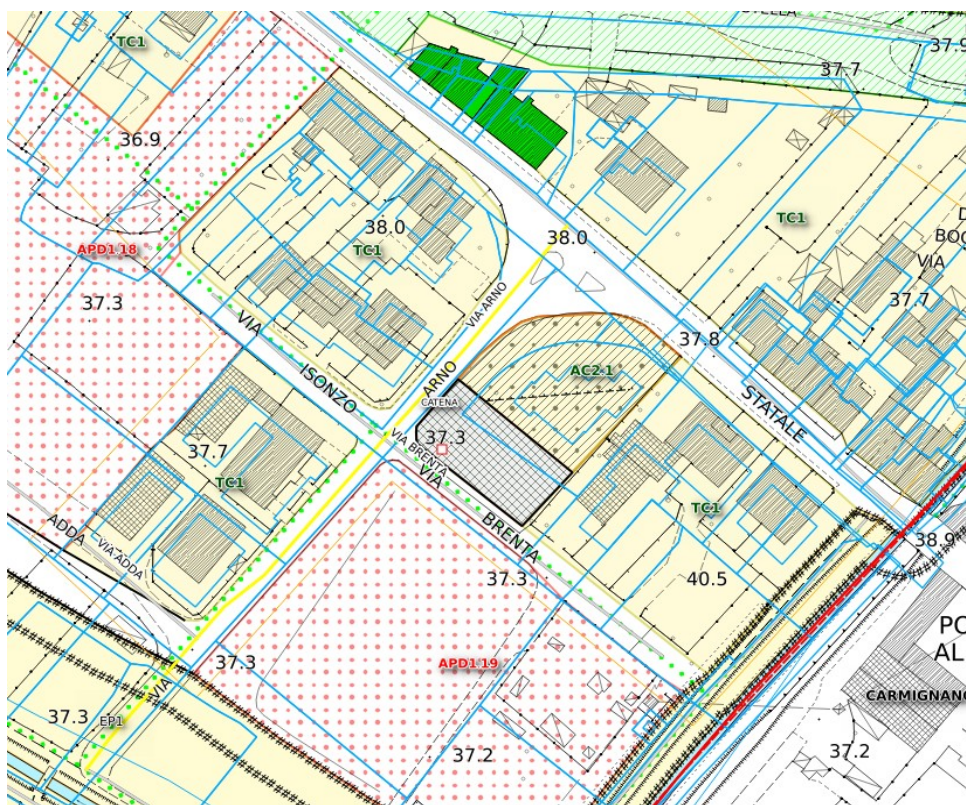 TC1
STELLA
37.9
37.7
36.9
38.0
TC1
38.0
TC1
APD1.18
37.3
VIA
BOC
VIA
37.7
VIA ARNO
37.8
ISONZO
ARNO
AC2.1
CATENA
STATALE
37.7
37.3
VIA BRENTA
TC1
VIA
TC1
BRENTA
ADDA
VIA ADDA
38.9
37.3
40.5
37.3
APD1.19
PO
AL
VIA
CARMIGNANO
37.3
EP1
37.2
37.2